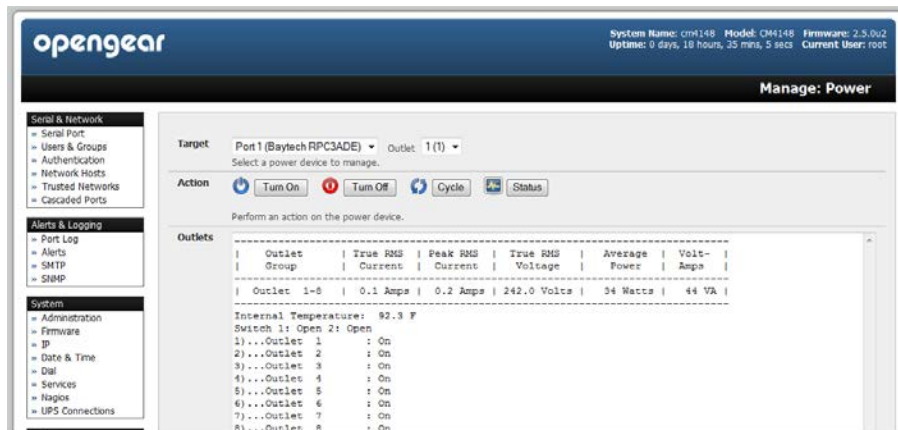 opengear
System Name: cm4148 Model: CM4148 Firmware: 2.5.0u2
Uptime: 0 days, 18 hours, 35 mins, 5 secs Current User: root
Manage: Power
Serial & Network
» Serial Port
» Users & Groups
» Authentication
» Network Hosts
» Trusted Networks
» Cascaded Ports
Alerts & Logging
» Port Log
» Alerts
» SMTP
» SNMP
System
» Administration
» Firmware
» IP
» Date & Time
» Dial
» Services
» Nagios
» UPS Connections
Target Port 1 (Baytech RPC3ADE) Outlet 1 (1)
Select a power device to manage.
Action Turn On Turn Off Cycle Status
Perform an action on the power device.
Outlets
| Outlet | True RMS | Peak RMS | True RMS | Average | Volt- |
| Group | Current | Current | Voltage | Power | Amps |
| Outlet 1-8 | 0.1 Amps | 0.2 Amps | 242.0 Volts | 34 Watts | 44 VA |
Internal Temperature: 92.3 F
Switch 1: Open 2: Open
1)...Outlet 1 : On
2)...Outlet 2 : On
3)...Outlet 3 : On
4)...Outlet 4 : On
5)...Outlet 5 : On
6)...Outlet 6 : On
7)...Outlet 7 : On
8)...Outlet 8 : On